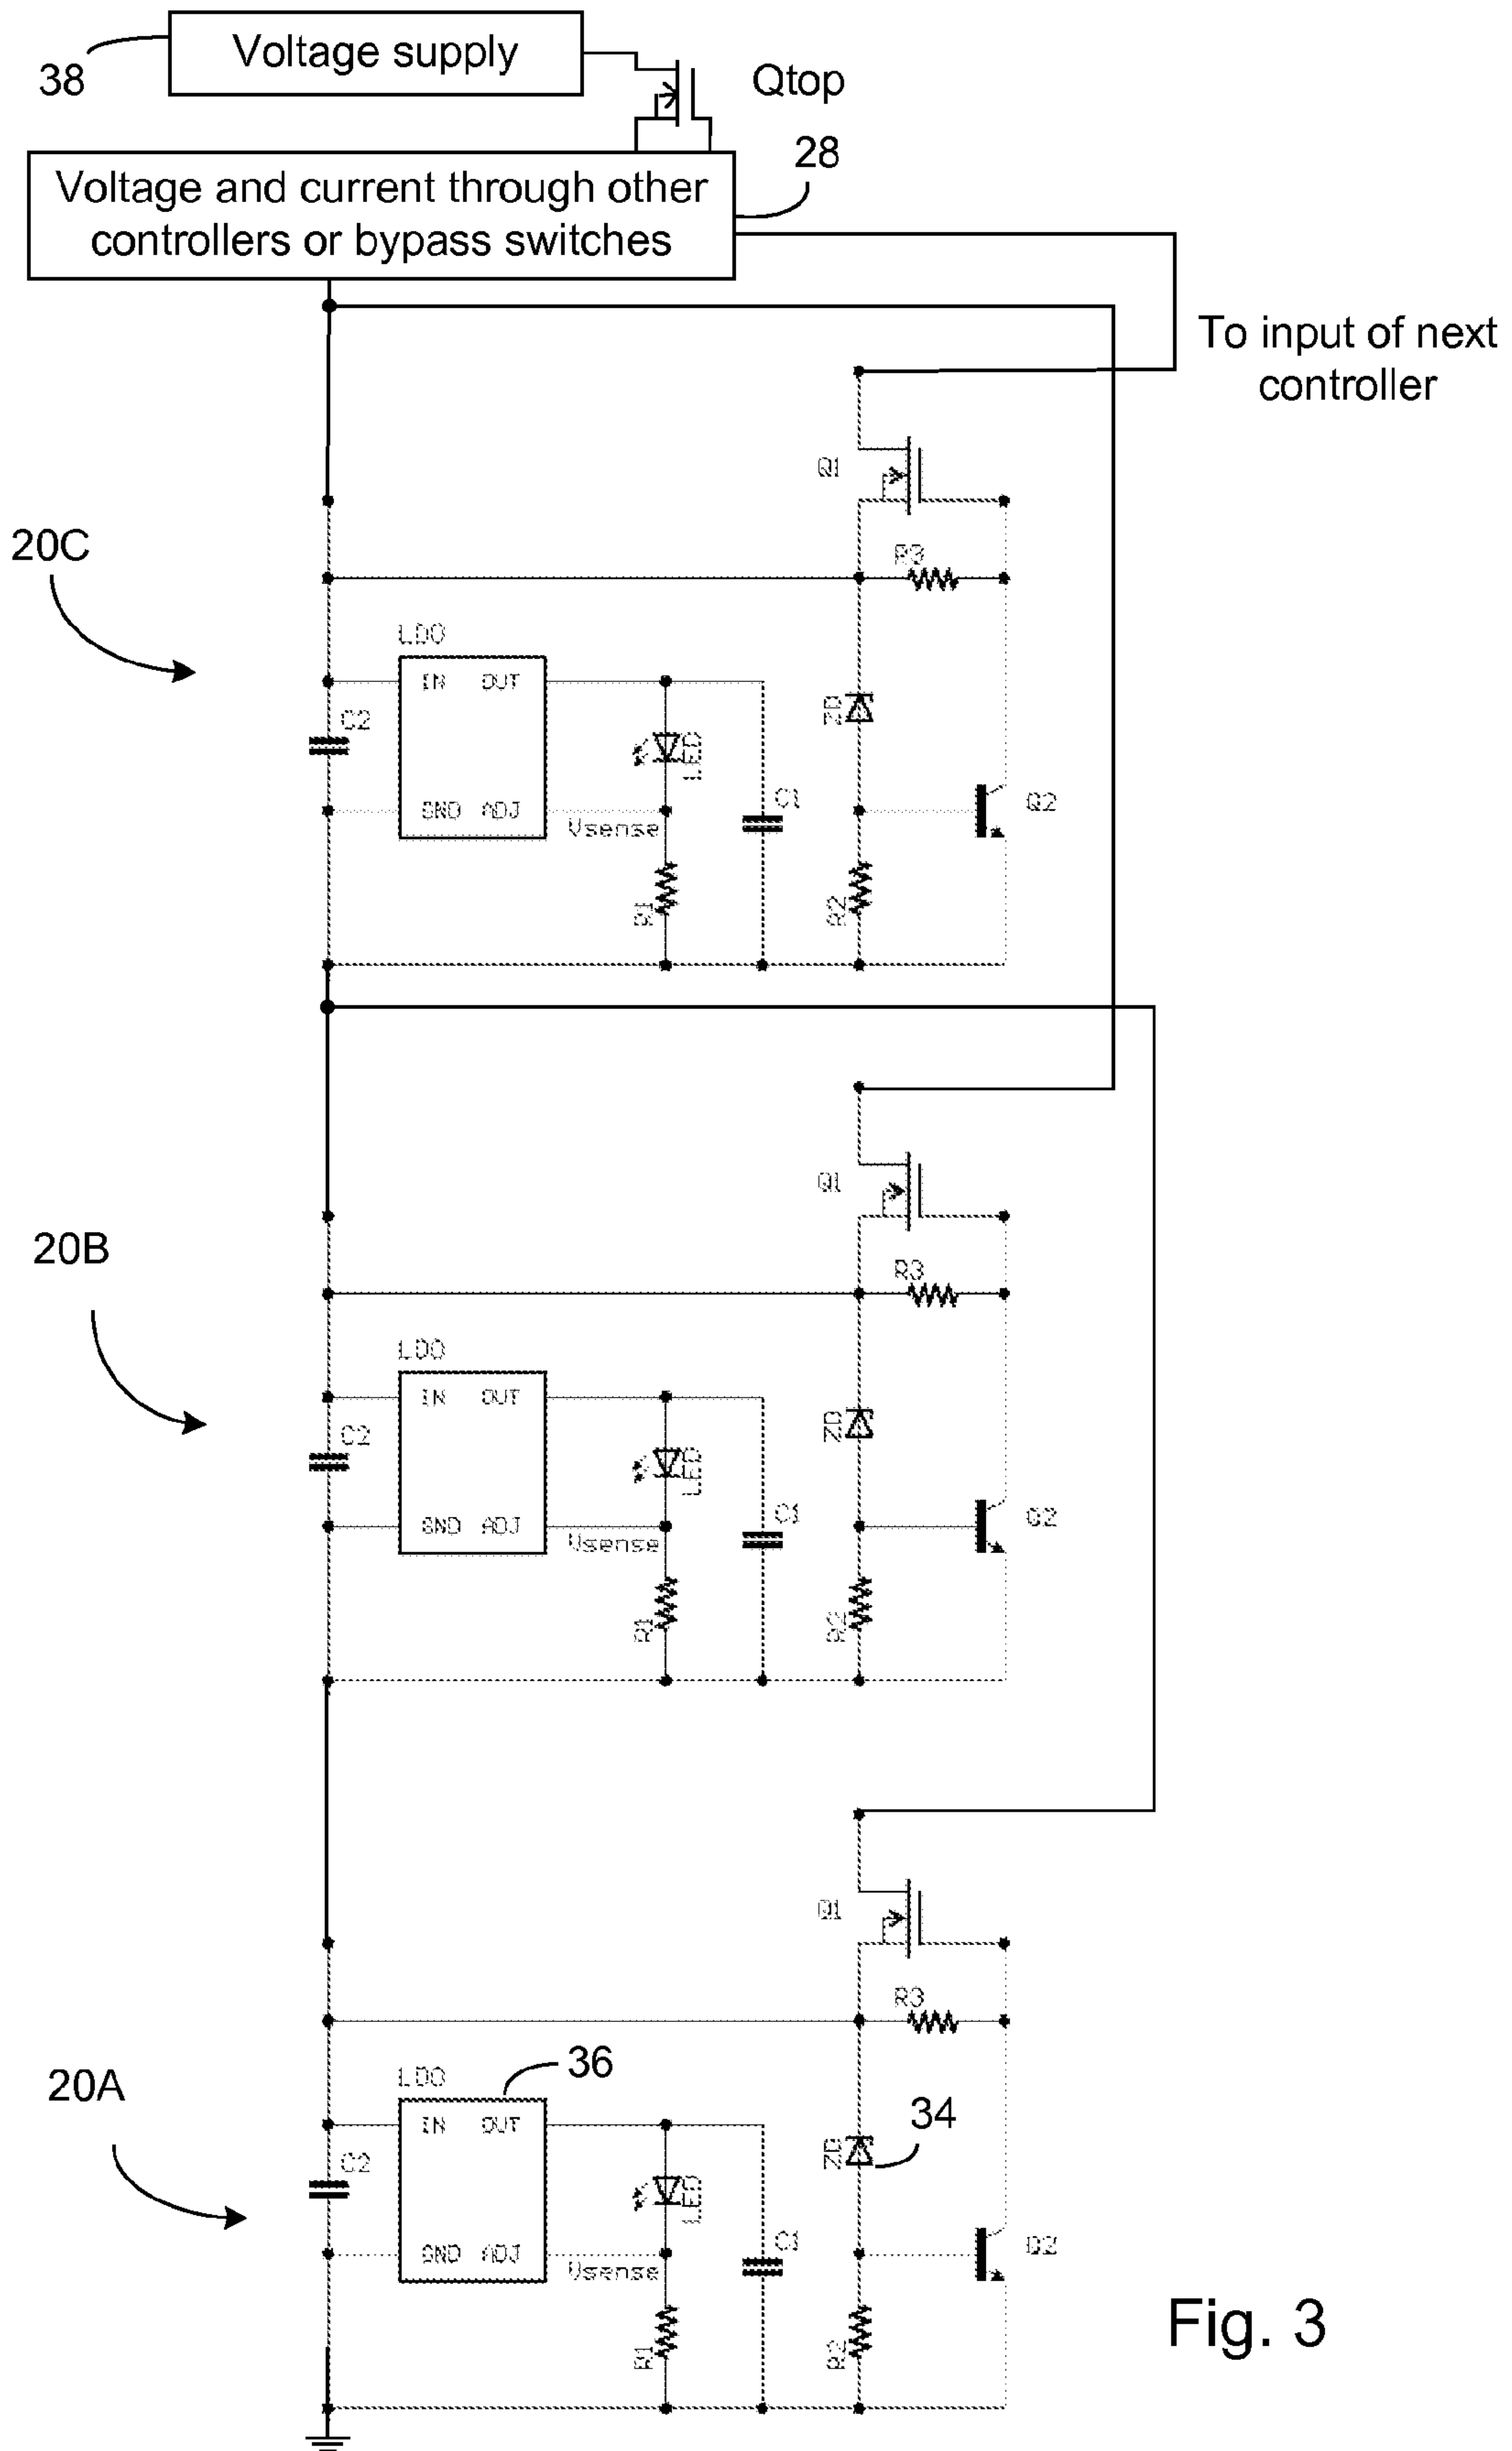 Voltage supply
38
Qtop
28
Voltage and current through other
controllers or bypass switches
To input of next
controller
Q1
20C
R3
LDO
IN OUT
C2
ZD
LED
GND ADJ
C1
Q2
Vsense
R1
R2
Q1
20B
R3
LDO
IN OUT
C2
ZD
LED
GND ADJ
C1
Q2
Vsense
R1
R2
Q1
R3
20A
LDO
36
IN OUT
34
C2
ZD
LED
GND ADJ
C1
Q2
Vsense
R1
R2
Fig. 3